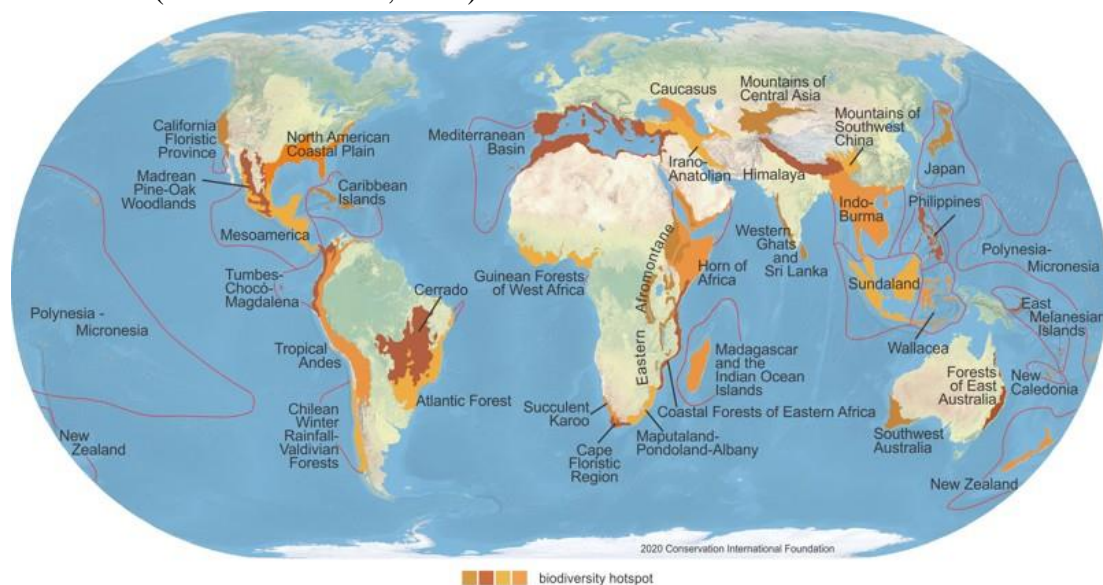 California
Floristic
Province
North American
Coastal Plain
Madrean
Pine-Oak
Woodlands
Caribbean
Islands
Mesoamerica
Tumbes-
Chocó-
Magdalena
Cerrado
Polynesia -
Micronesia
Tropical
Andes
Atlantic Forest
Chilean
Winter
Rainfall-
Valdivian
Forests
New
Zealand
Mediterranean
Basin
Caucasus
Mountains of
Central Asia
Mountains of
Southwest
China
Irano-
Anatolian
Himalaya
Japan
Indo-
Burma
Philippines
Western
Ghats
and
Sri Lanka
Polynesia-
Micronesia
Guinean Forests
of West Africa
Eastern Afromontane
Horn of
Africa
Sundaland
East
Melanesian
Islands
Wallacea
Madagascar
and the
Indian Ocean
Islands
Forests
of East
Australia
New
Caledonia
Succulent
Karoo
Coastal Forests of Eastern Africa
Cape
Floristic
Region
Maputaland-
Pondoland-Albany
Southwest
Australia
New Zealand
2020 Conservation International Foundation
biodiversity hotspot